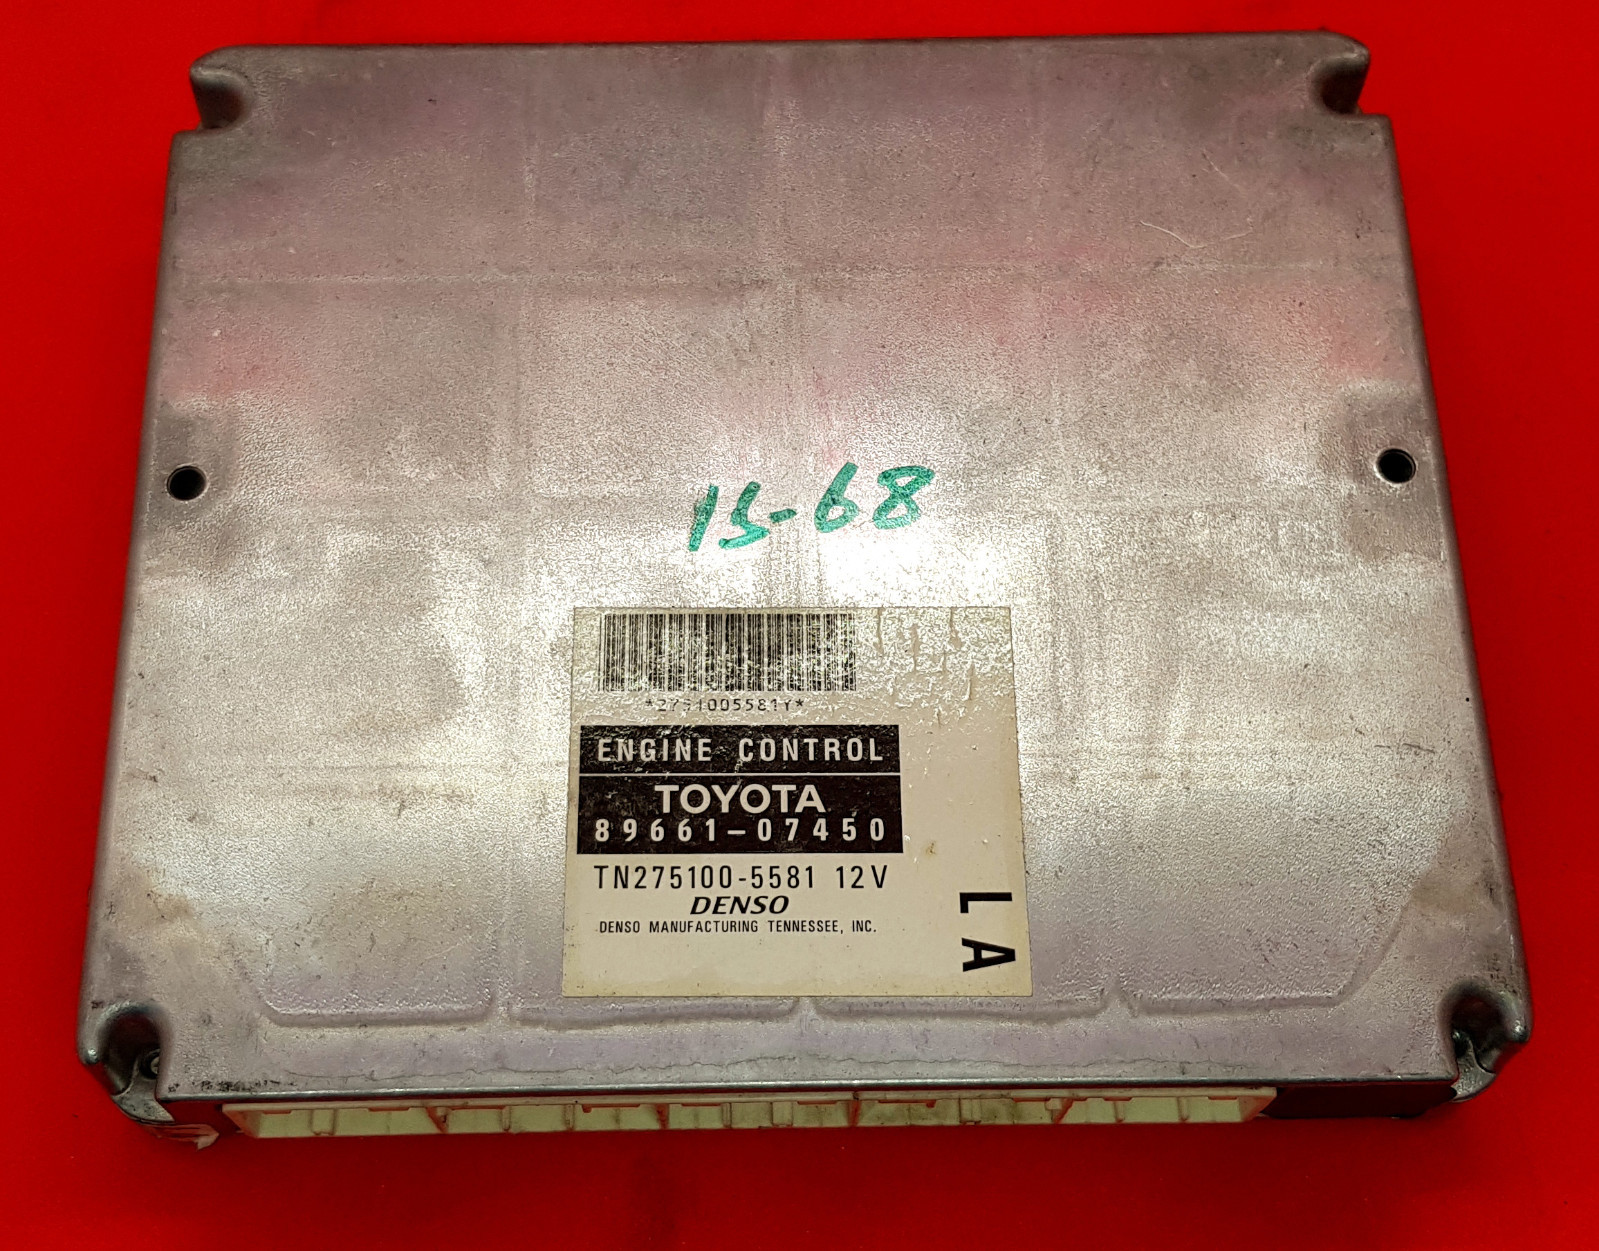 15-68
*2751005581Y*
ENGINE CONTROL
TOYOTA
89661-07450
TN275100-5581 12V
DENSO
DENSO MANUFACTURING TENNESSEE, INC.
LA